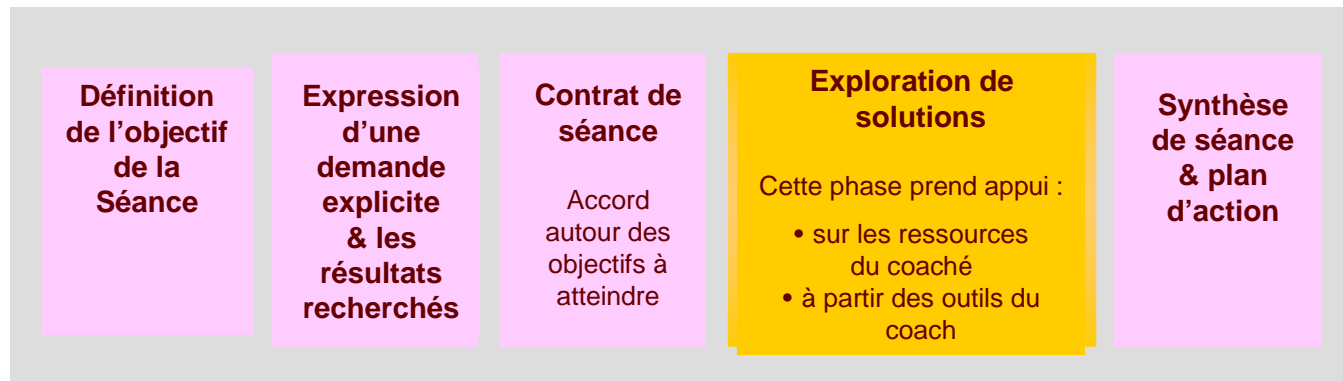 Définition
de l'objectif
de la
Séance
Expression
d'une
demande
explicite
& les
résultats
recherchés
Contrat de
séance
Accord
autour des
objectifs à
atteindre
Exploration de
solutions
Cette phase prend appui :
• sur les ressources
du coaché
• à partir des outils du
coach
Synthèse
de séance
& plan
d'action